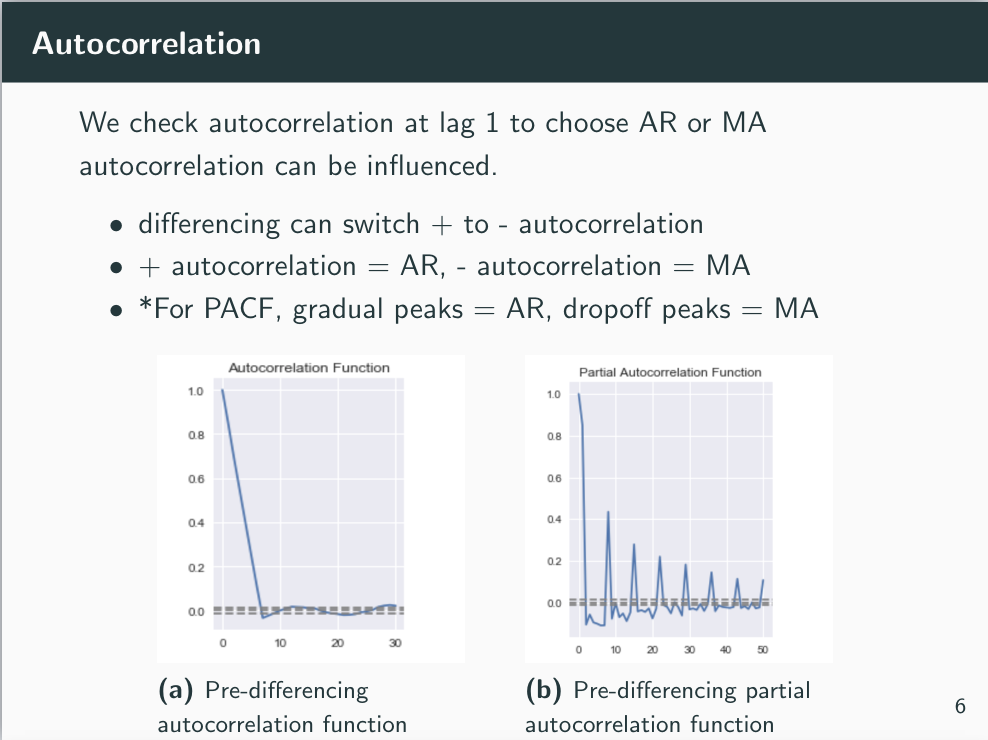 Autocorrelation
We check autocorrelation at lag 1 to choose AR or MA
autocorrelation can be influenced.
• differencing can switch + to - autocorrelation
• + autocorrelation = AR, - autocorrelation = MA
• *For PACF, gradual peaks = AR, dropoff peaks = MA
Autocorrelation Function
1.0
0.8
0.6
0.4
0.2
0.0
0 10 20 30
Partial Autocorrelation Function
1.0
0.8
0.6
0.4
0.2
0.0
0 10 20 30 40 50
(a) Pre-differencing
autocorrelation function
(b) Pre-differencing partial
autocorrelation function
6